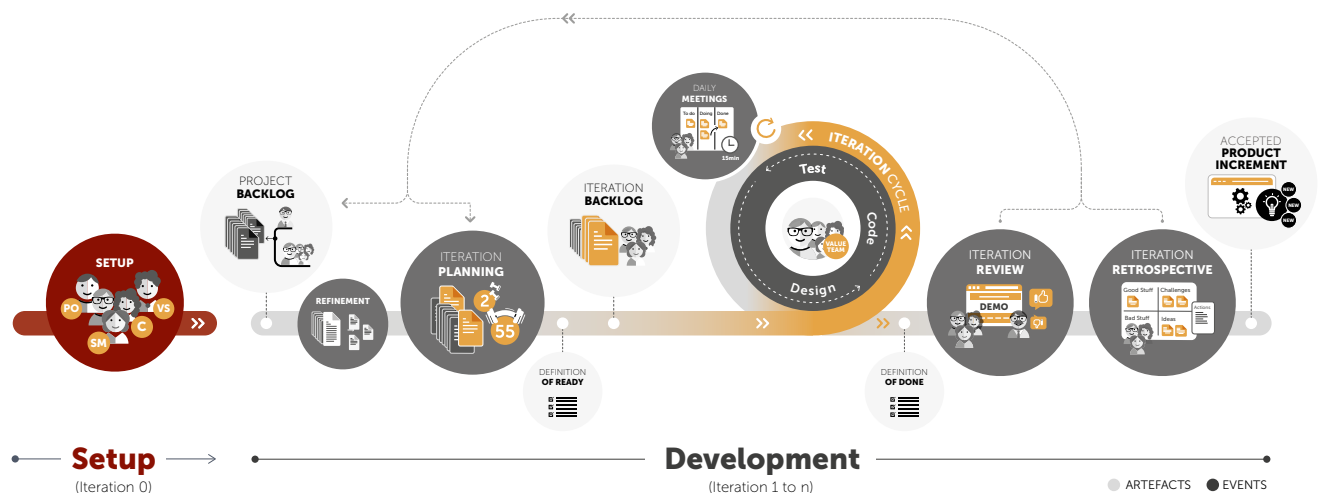 SETUP
PO
VS
C
SM
PROJECT
BACKLOG
REFINEMENT
ITERATION
PLANNING
2
55
DEFINITION
OF READY
ITERATION
BACKLOG
DAILY
MEETINGS
To do Doing Done
15min
ITERATION CYCLE
Test
Code
Design
VALUE
TEAM
DEFINITION
OF DONE
ITERATION
REVIEW
DEMO
ITERATION
RETROSPECTIVE
Good Stuff Challenges
Bad Stuff Ideas
Actions
ACCEPTED
PRODUCT
INCREMENT
NEW
NEW
NEW
Setup
(Iteration 0)
Development
(Iteration 1 to n)
ARTEFACTS EVENTS